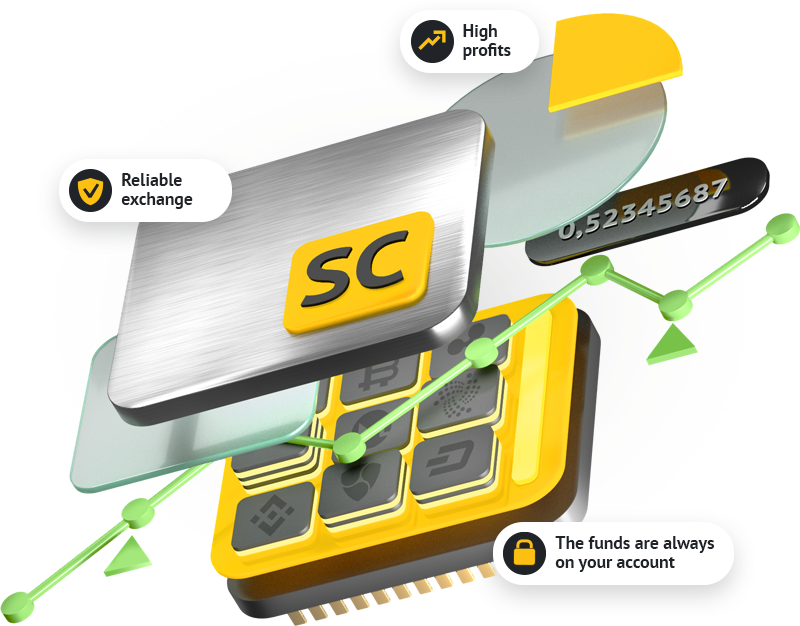 High
profits
Reliable
exchange
0,52345687
SC
The funds are always
on your account